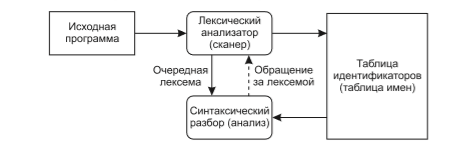 Исходная
программа
Лексический
анализатор
(сканер)
Очередная
лексема
Обращение
за лексемой
Синтаксический
разбор (анализ)
Таблица
идентификаторов
(таблица имен)